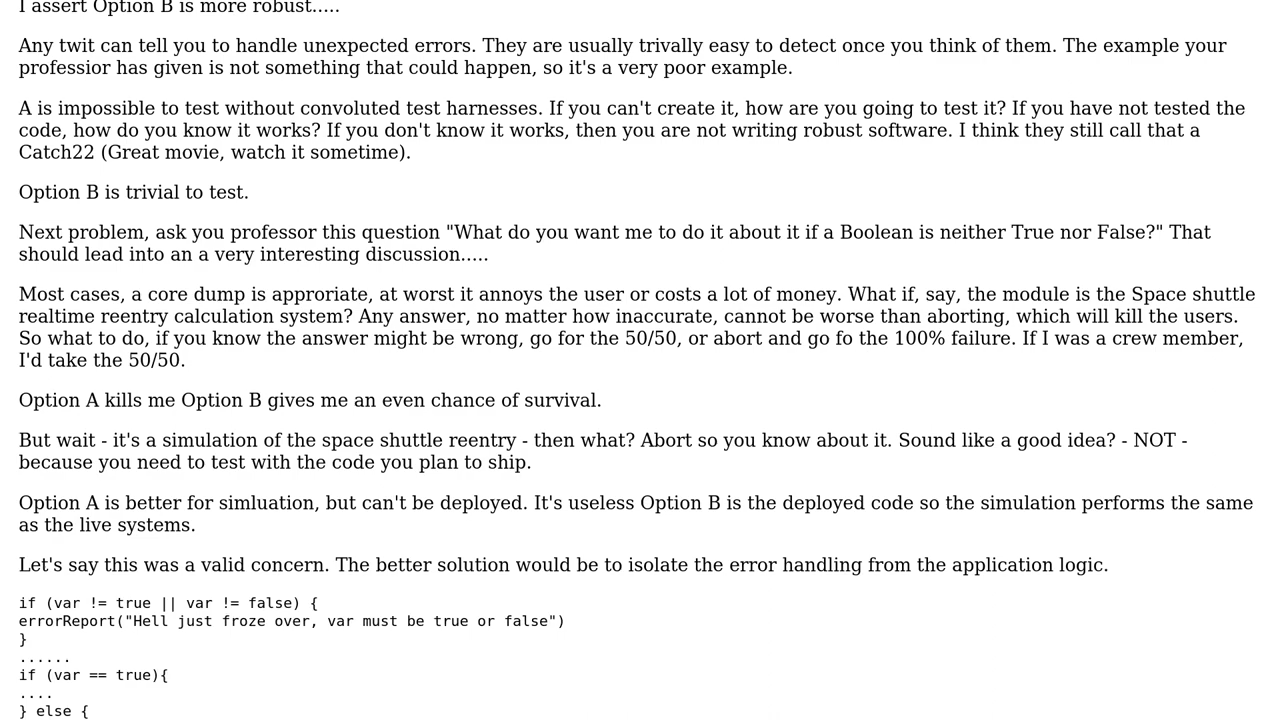 I assert Option B is more robust.....
Any twit can tell you to handle unexpected errors. They are usually trivally easy to detect once you think of them. The example your
professior has given is not something that could happen, so it's a very poor example.
A is impossible to test without convoluted test harnesses. If you can't create it, how are you going to test it? If you have not tested the
code, how do you know it works? If you don't know it works, then you are not writing robust software. I think they still call that a
Catch22 (Great movie, watch it sometime).
Option B is trivial to test.
Next problem, ask you professor this question "What do you want me to do it about it if a Boolean is neither True nor False?" That
should lead into an a very interesting discussion.....
Most cases, a core dump is approriate, at worst it annoys the user or costs a lot of money. What if, say, the module is the Space shuttle
realtime reentry calculation system? Any answer, no matter how inaccurate, cannot be worse than aborting, which will kill the users.
So what to do, if you know the answer might be wrong, go for the 50/50, or abort and go fo the 100% failure. If I was a crew member,
I'd take the 50/50.
Option A kills me Option B gives me an even chance of survival.
But wait - it's a simulation of the space shuttle reentry - then what? Abort so you know about it. Sound like a good idea? - NOT -
because you need to test with the code you plan to ship.
Option A is better for simluation, but can't be deployed. It's useless Option B is the deployed code so the simulation performs the same
as the live systems.
Let's say this was a valid concern. The better solution would be to isolate the error handling from the application logic.
if (var != true || var != false) {
errorReport("Hell just froze over, var must be true or false")
}
......
if (var == true){
....
} else {